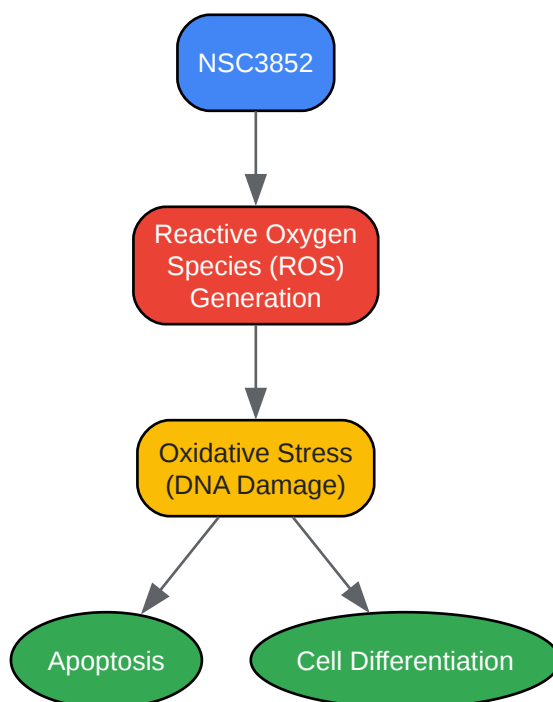 NSC3852
Reactive Oxygen
Species (ROS)
Generation
Oxidative Stress
(DNA Damage)
Apoptosis
Cell Differentiation